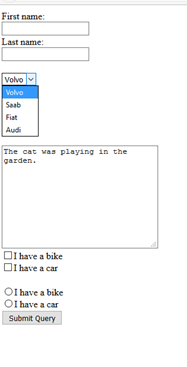 First name:
Last name:
Volvo
Volvo
Saab
Fiat
Audi
The cat was playing in the
garden.
I have a bike
I have a car
I have a bike
I have a car
Submit Query